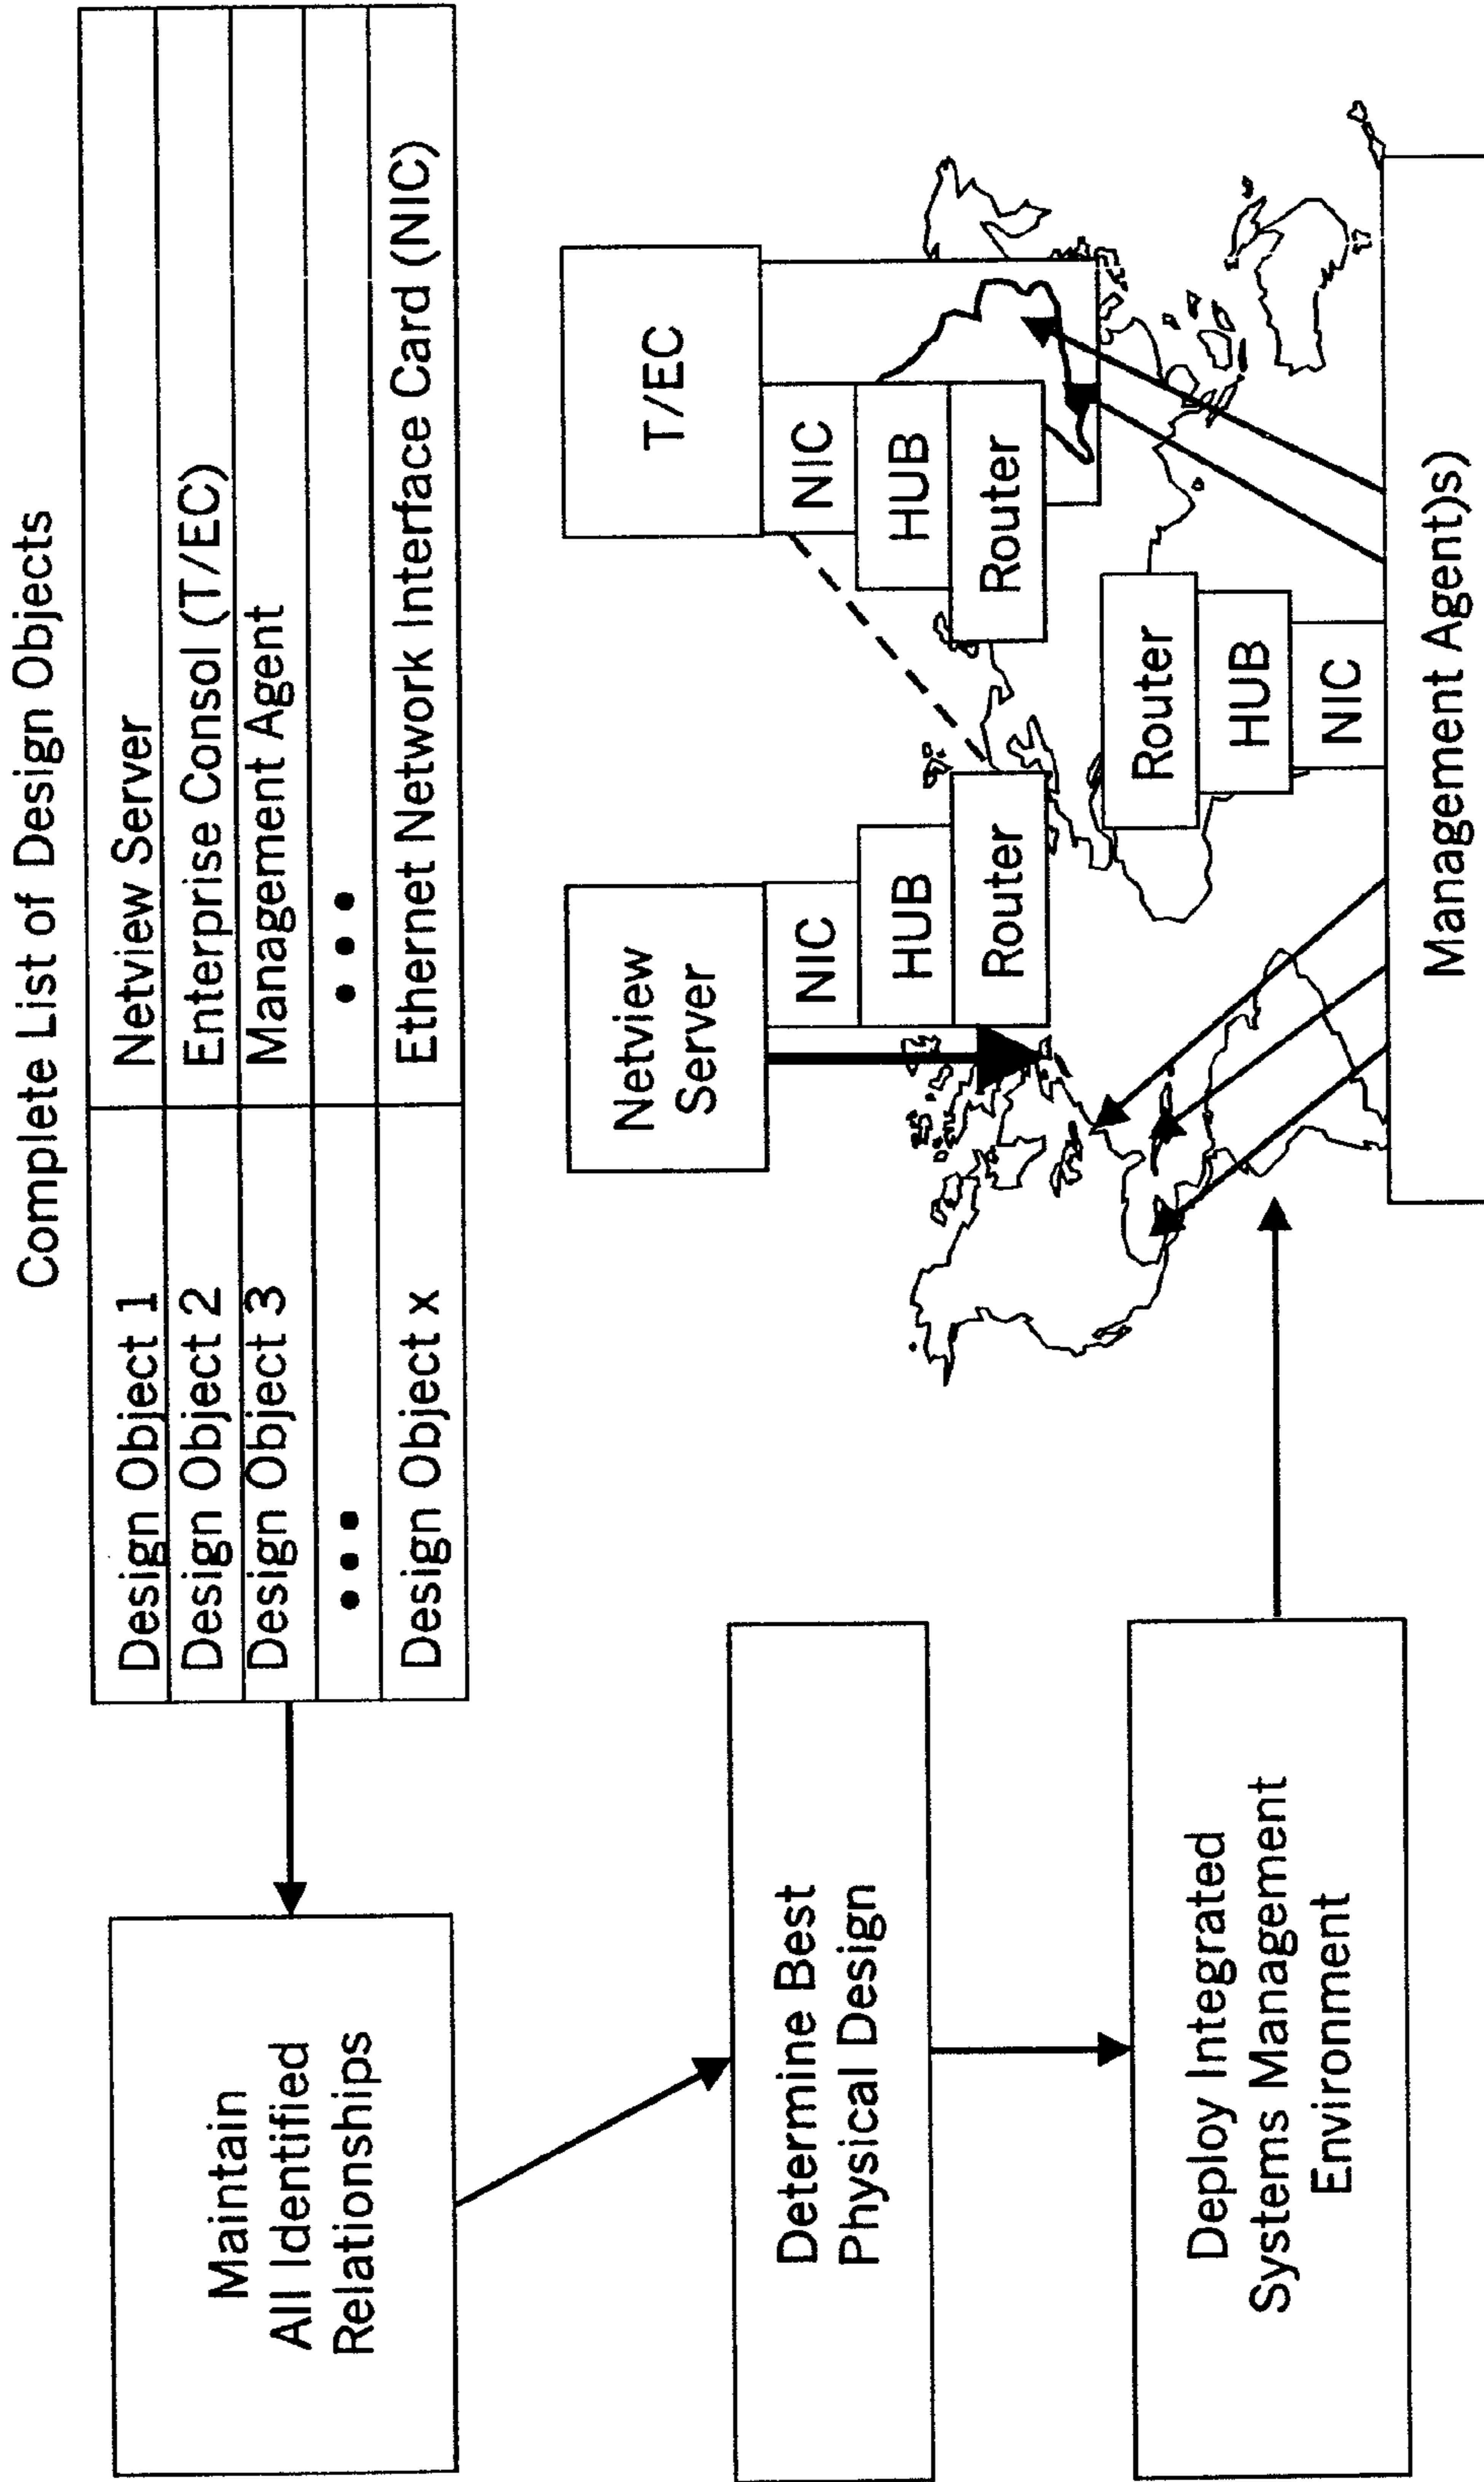 Complete List of Design Objects
Design Object 1 Netview Server
Design Object 2 Enterprise Consol (T/EC)
Design Object 3 Management Agent
••• •••
Design Object x Ethernet Network Interface Card (NIC)
Maintain
All Identified
Relationships
Determine Best
Physical Design
Deploy Integrated
Systems Management
Environment
Netview
Server
NIC
HUB
Router
T/EC
NIC
HUB
Router
Router
HUB
NIC
Management Agent)s)